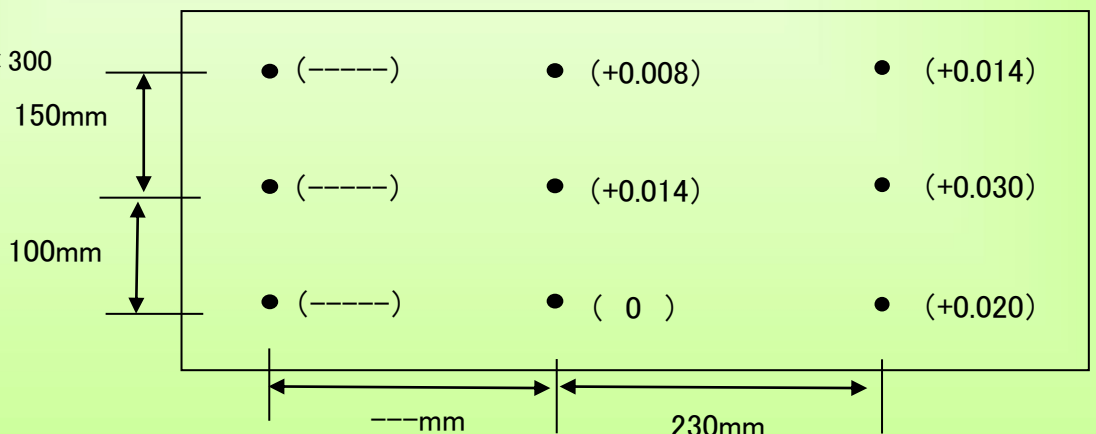 300
(-----) (+0.008) (+0.014)
150mm
(-----) (+0.014) (+0.030)
100mm
(-----) ( 0 ) (+0.020)
---mm 230mm